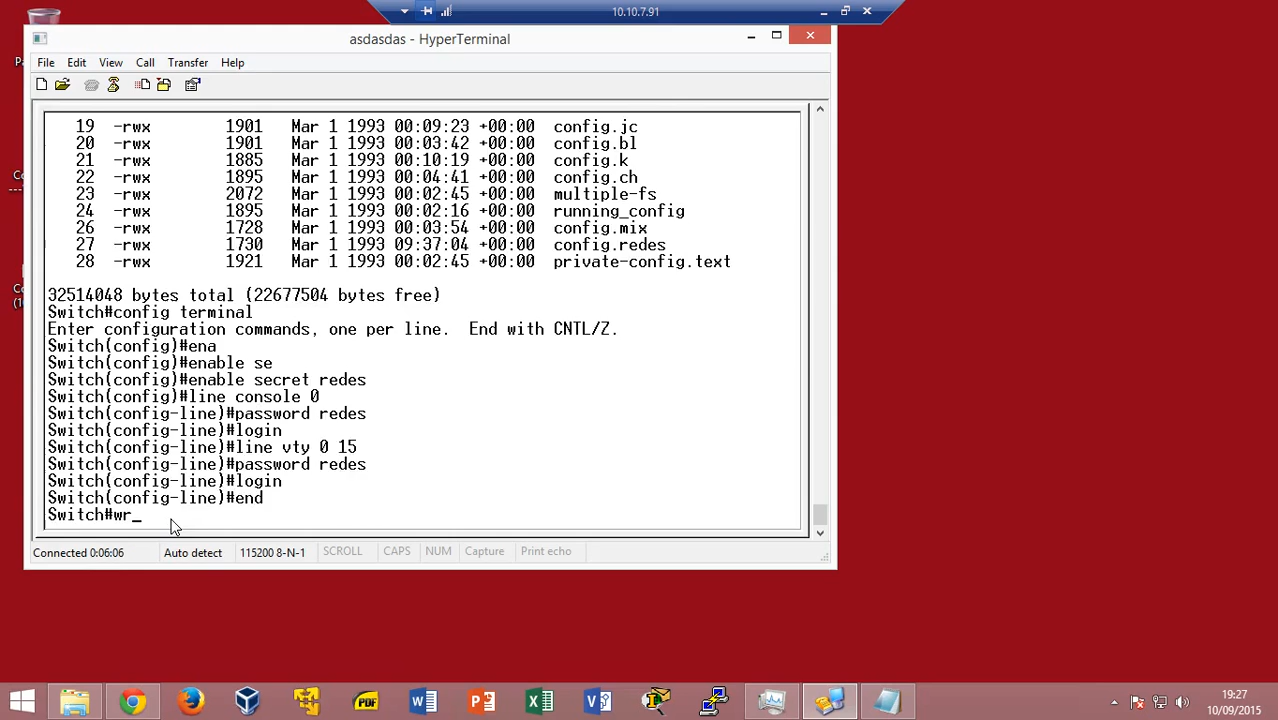 10.10.7.91
asdasdas - HyperTerminal
File Edit View Call Transfer Help
19 -rwx 1901 Mar 1 1993 00:09:23 +00:00 config.jc
20 -rwx 1901 Mar 1 1993 00:03:42 +00:00 config.bl
21 -rwx 1885 Mar 1 1993 00:10:19 +00:00 config.k
22 -rwx 1895 Mar 1 1993 00:04:41 +00:00 config.ch
23 -rwx 2072 Mar 1 1993 00:02:45 +00:00 multiple-fs
24 -rwx 1895 Mar 1 1993 00:02:16 +00:00 running_config
26 -rwx 1728 Mar 1 1993 00:03:54 +00:00 config.mix
27 -rwx 1730 Mar 1 1993 09:37:04 +00:00 config.redes
28 -rwx 1921 Mar 1 1993 00:02:45 +00:00 private-config.text
32514048 bytes total (22677504 bytes free)
Switch#config terminal
Enter configuration commands, one per line. End with CNTL/Z.
Switch(config)#ena
Switch(config)#enable se
Switch(config)#enable secret redes
Switch(config)#line console 0
Switch(config-line)#password redes
Switch(config-line)#login
Switch(config-line)#line vty 0 15
Switch(config-line)#password redes
Switch(config-line)#login
Switch(config-line)#end
Switch#wr_
Connected 0:06:06 Auto detect 115200 8-N-1 SCROLL CAPS NUM Capture Print echo
PDF
19:27
10/09/2015